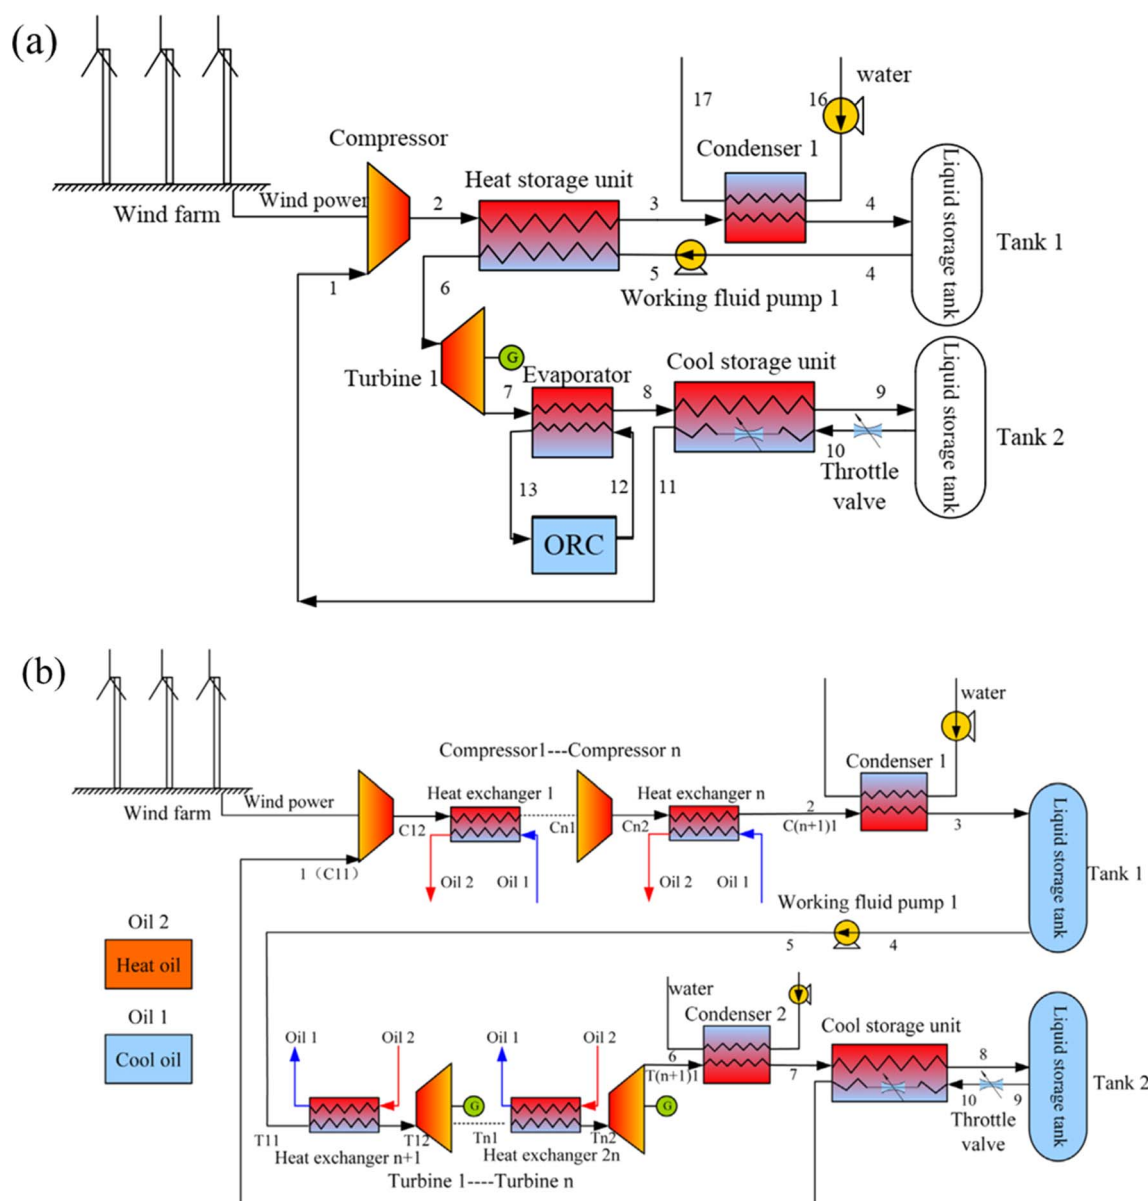 (a)
water
17
16
Compressor
Condenser 1
Heat storage unit
Wind power
2
3
4
Wind farm
Liquid storage tank
Tank 1
1
6
5
4
Working fluid pump 1
G
Cool storage unit
Turbine 1
Evaporator
7
8
9
Liquid storage tank
Tank 2
10
Throttle
valve
13
12
11
ORC
(b)
water
Compressor1---Compressor n
Condenser 1
Wind power
Heat exchanger 1
Heat exchanger n
Wind farm
2
C12
Cn1
Cn2
C(n+1)1
3
1（C11）
Oil 2
Oil 1
Oil 2
Oil 1
Liquid storage tank
Tank 1
Working fluid pump 1
Oil 2
5
4
Heat oil
water
Oil 1
Condenser 2
Cool oil
Oil 1
Oil 2
Oil 1
Oil 2
Cool storage unit
6
8
Liquid storage tank
T(n+1)1
7
Tank 2
G
G
10
9
T11
T12
Tn1
Tn2
Throttle
valve
Heat exchanger n+1
Heat exchanger 2n
Turbine 1----Turbine n